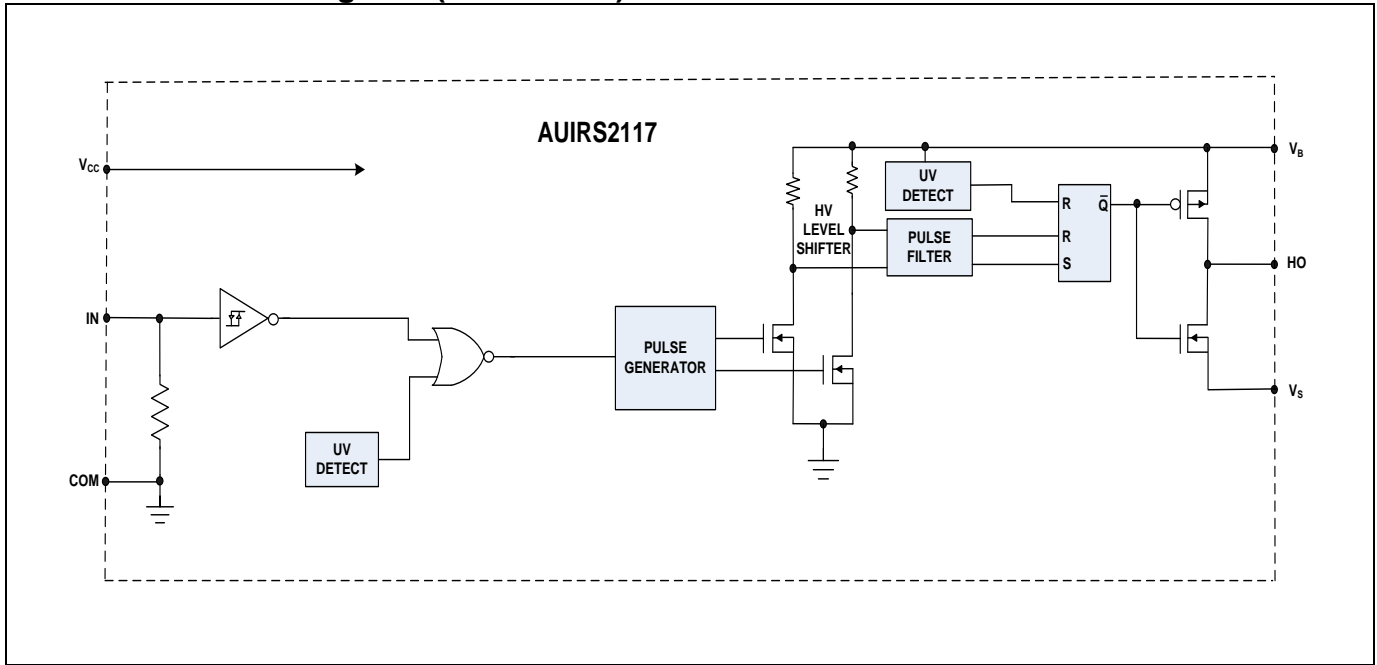 AUIRS2117
VCC
VB
UV
DETECT
R
Q̅
HV
LEVEL
SHIFTER
PULSE
FILTER
R
S
HO
IN
PULSE
GENERATOR
UV
DETECT
VS
COM